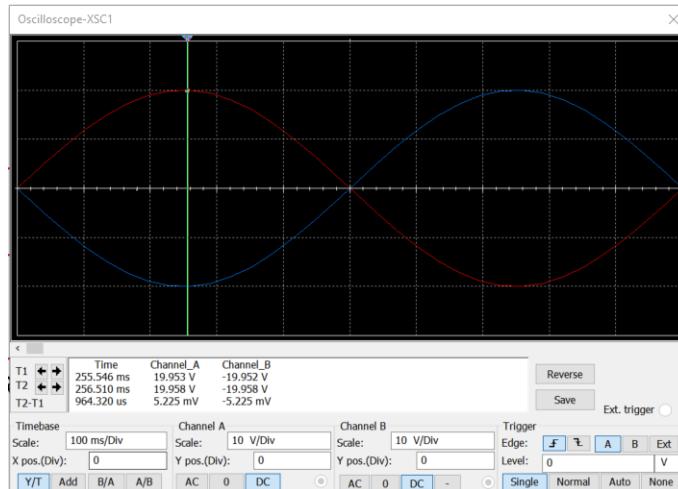 Oscilloscope-XSC1
Time Channel_A Channel_B
T1 255.546 ms 19.953 V -19.952 V
T2 256.510 ms 19.958 V -19.958 V
T2-T1 964.320 us 5.225 mV -5.225 mV
Reverse
Save
Ext. trigger
Timebase
Scale: 100 ms/Div
X pos.(Div): 0
Y/T Add B/A A/B
Channel A
Scale: 10 V/Div
Y pos.(Div): 0
AC 0 DC
Channel B
Scale: 10 V/Div
Y pos.(Div): 0
AC 0 DC -
Trigger
Edge: A B Ext
Level: 0 V
Single Normal Auto None